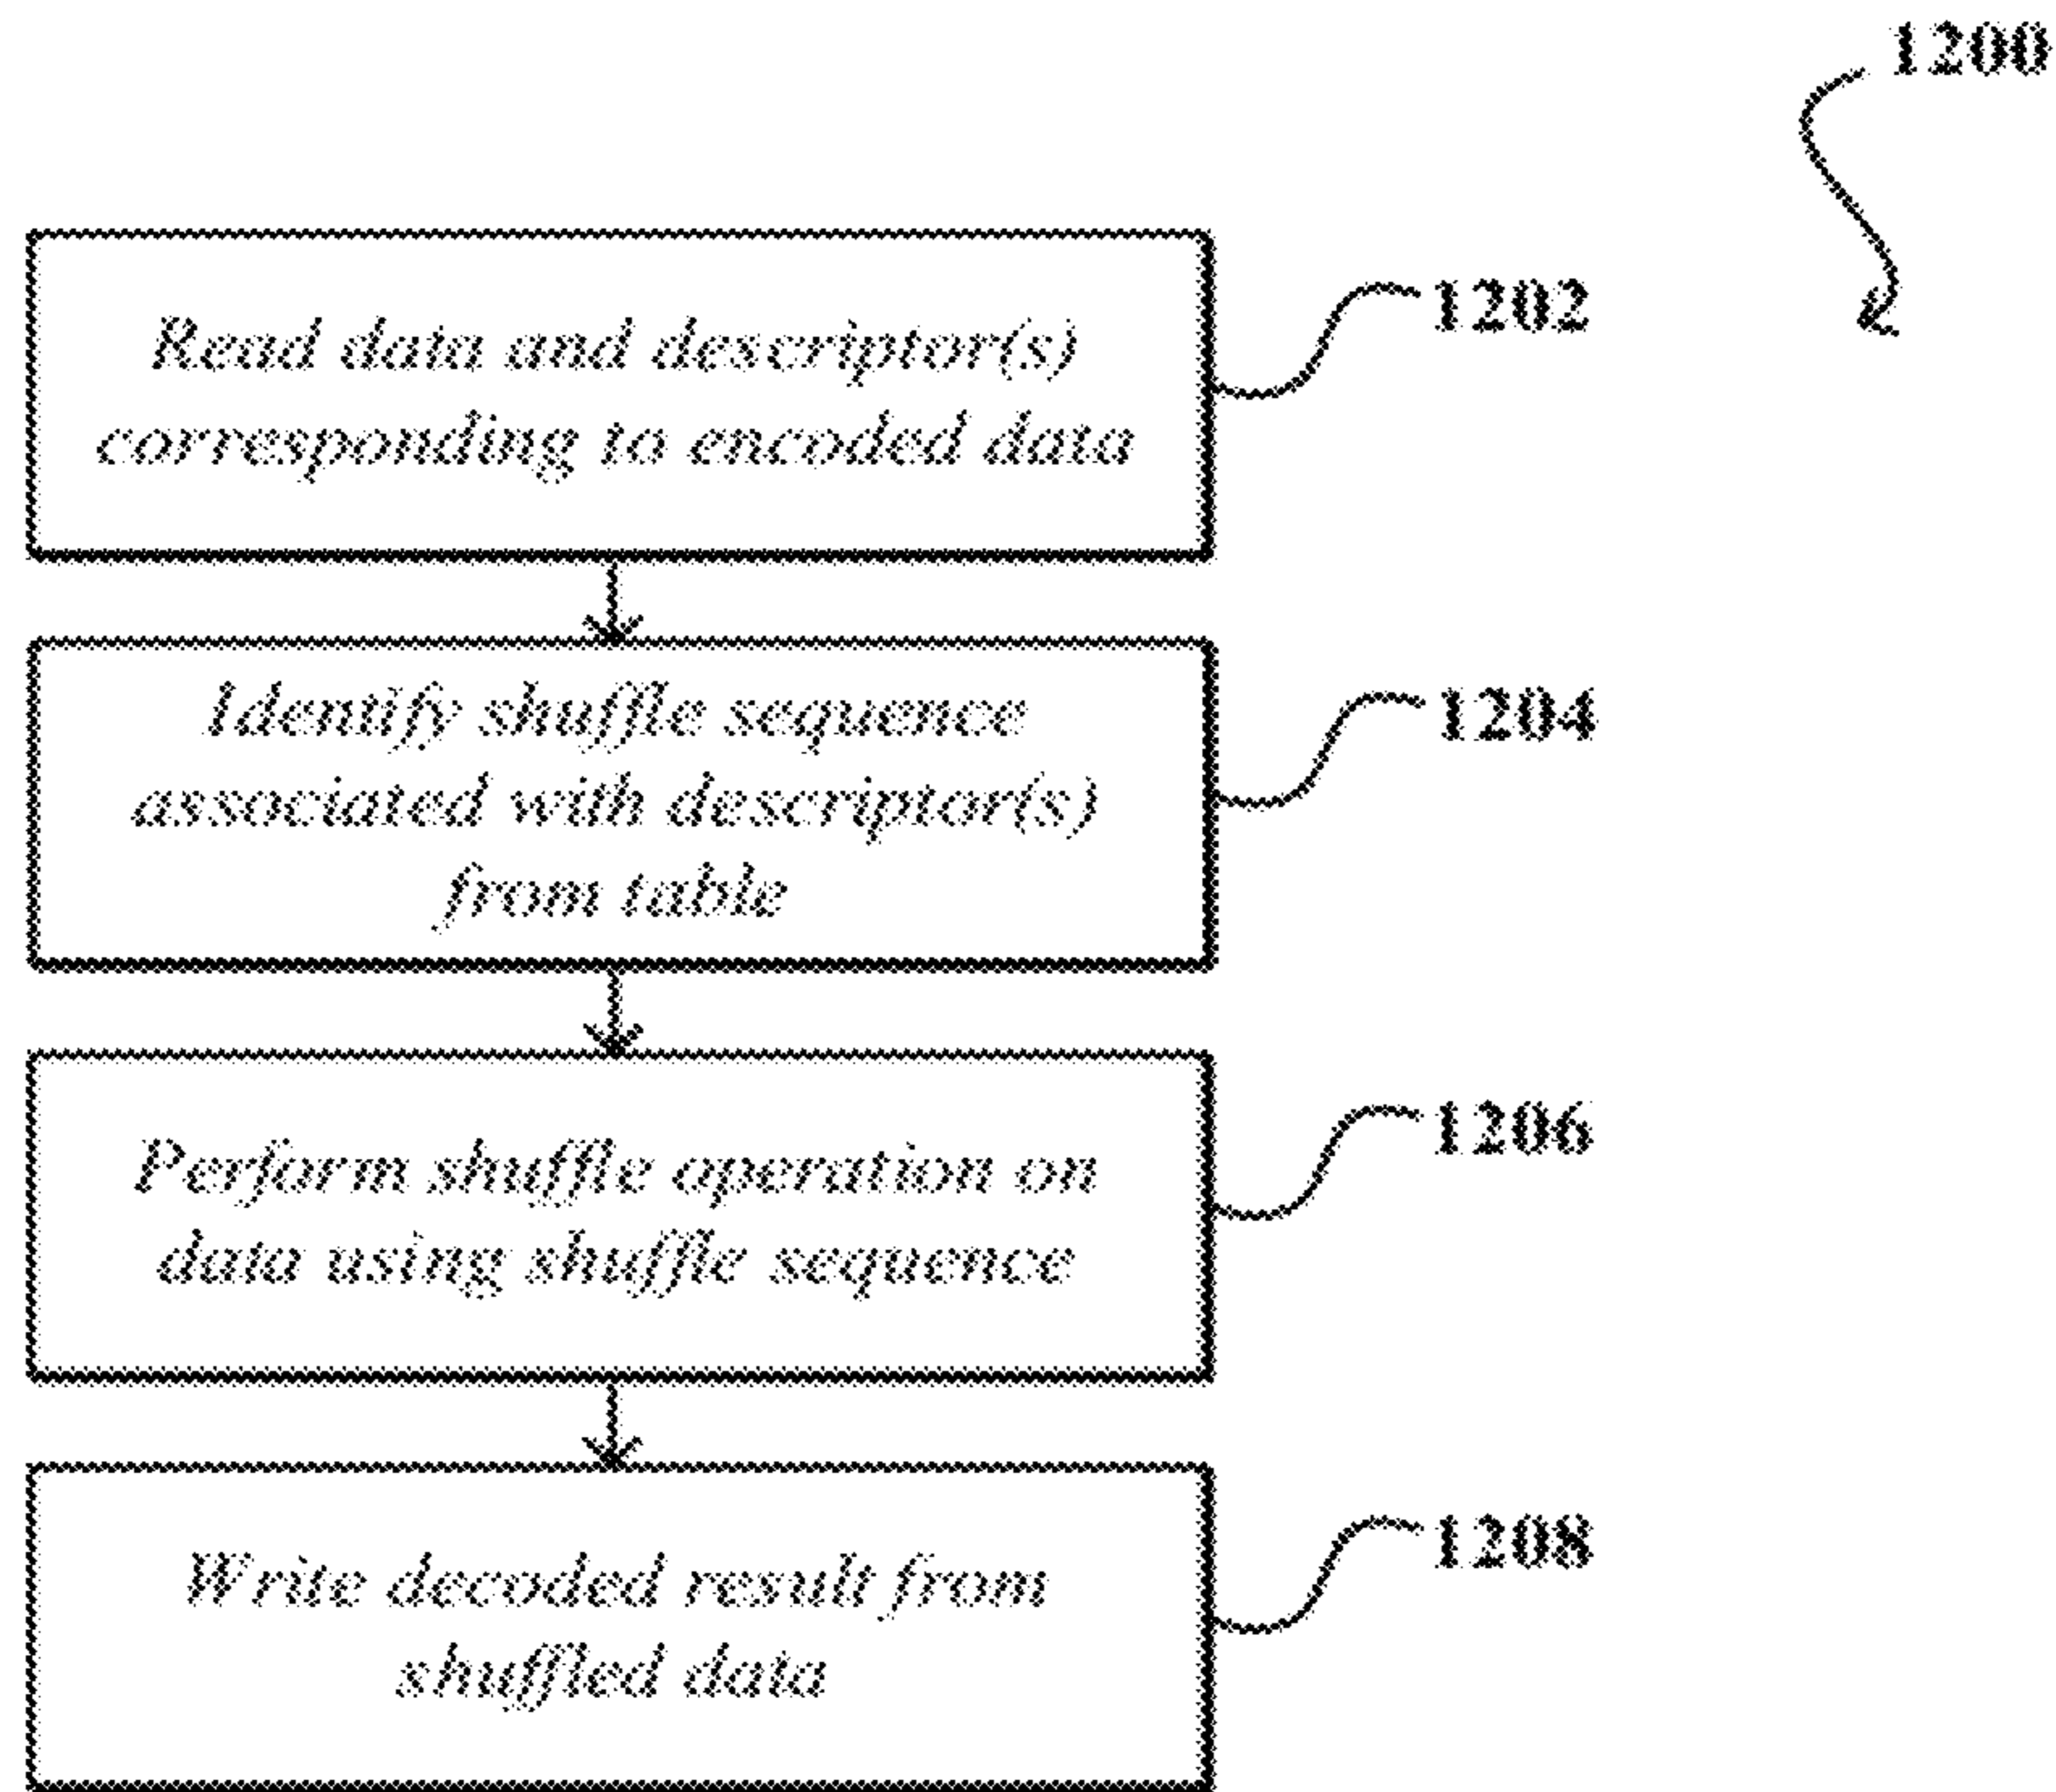 1200
Read data and descriptor(s)
corresponding to encoded data
1202
Identify shuffle sequence
associated with descriptor(s)
from table
1204
Perform shuffle operation on
data using shuffle sequence
1206
Write decoded result from
shuffled data
1208